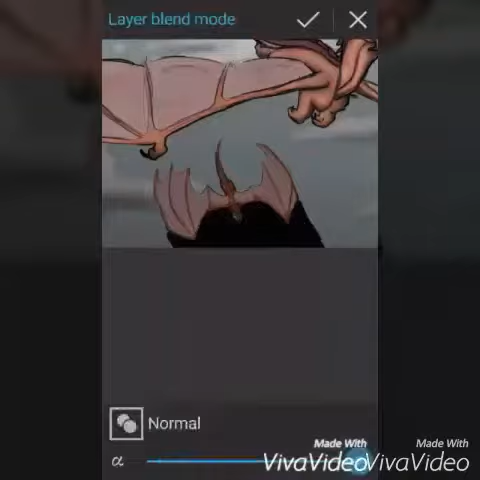 Layer blend mode
Normal
α
Made With
VivaVideo
Made With
VivaVideo